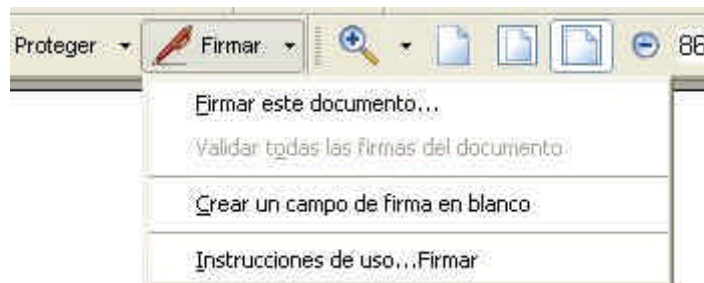 Proteger Firmar 86
Firmar este documento...
Validar todas las firmas del documento
Crear un campo de firma en blanco
Instrucciones de uso...Firmar